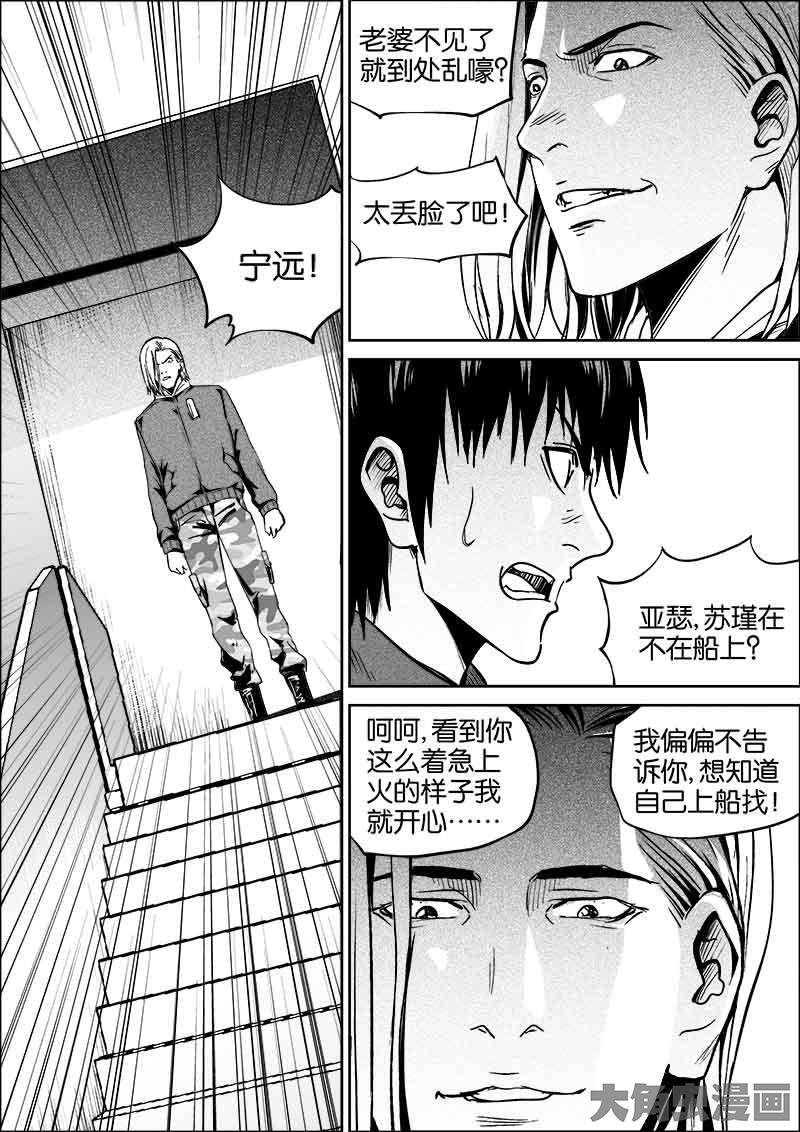 宁远！
老婆不见了
就到处乱嚎？
太丢脸了吧！
亚瑟，苏瑾在
不在船上？
呵呵，看到你
这么着急上
火的样子我
就开心……
我偏偏不告
诉你，想知道
自己上船找！
大角虫漫画